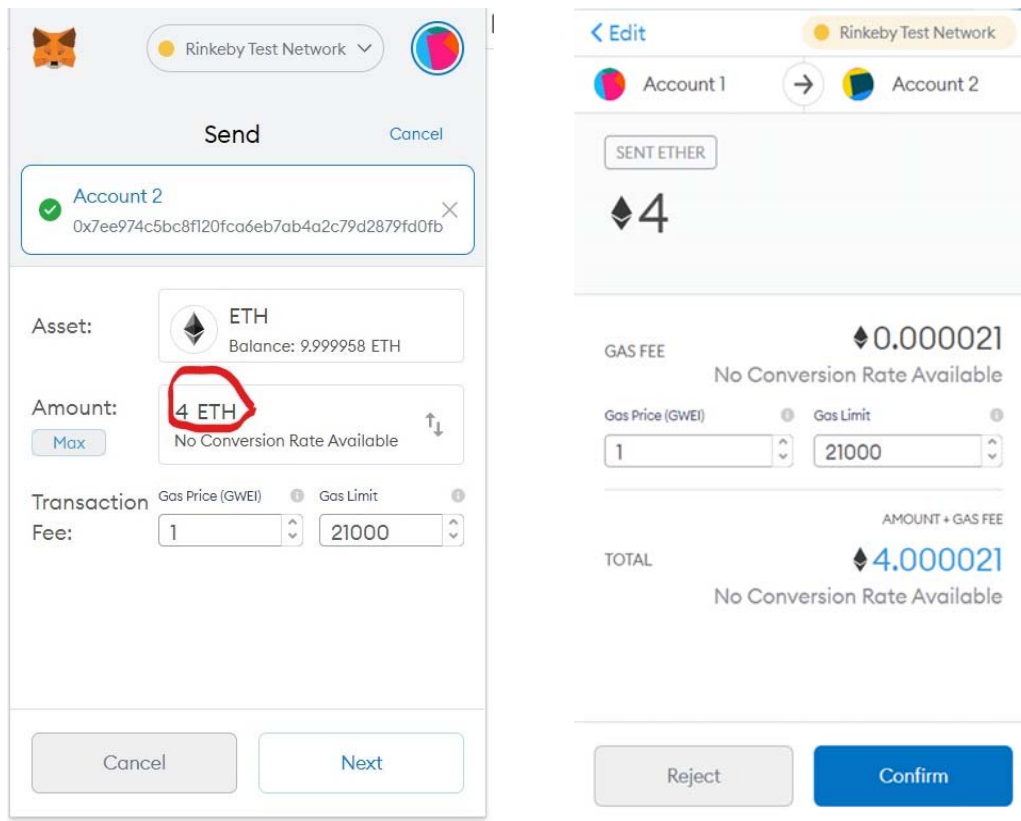 Rinkeby Test Network
Send
Cancel
Account 2
0x7ee974c5bc8f120fca6eb7ab4a2c79d2879fd0fb
Asset:
ETH
Balance: 9.999958 ETH
Amount:
Max
4 ETH
No Conversion Rate Available
Transaction Fee:
Gas Price (GWEI)
Gas Limit
1
21000
Cancel
Next
< Edit
Rinkeby Test Network
Account 1
Account 2
SENT ETHER
4
GAS FEE
0.000021
No Conversion Rate Available
Gas Price (GWEI)
Gas Limit
1
21000
AMOUNT + GAS FEE
TOTAL
4.000021
No Conversion Rate Available
Reject
Confirm